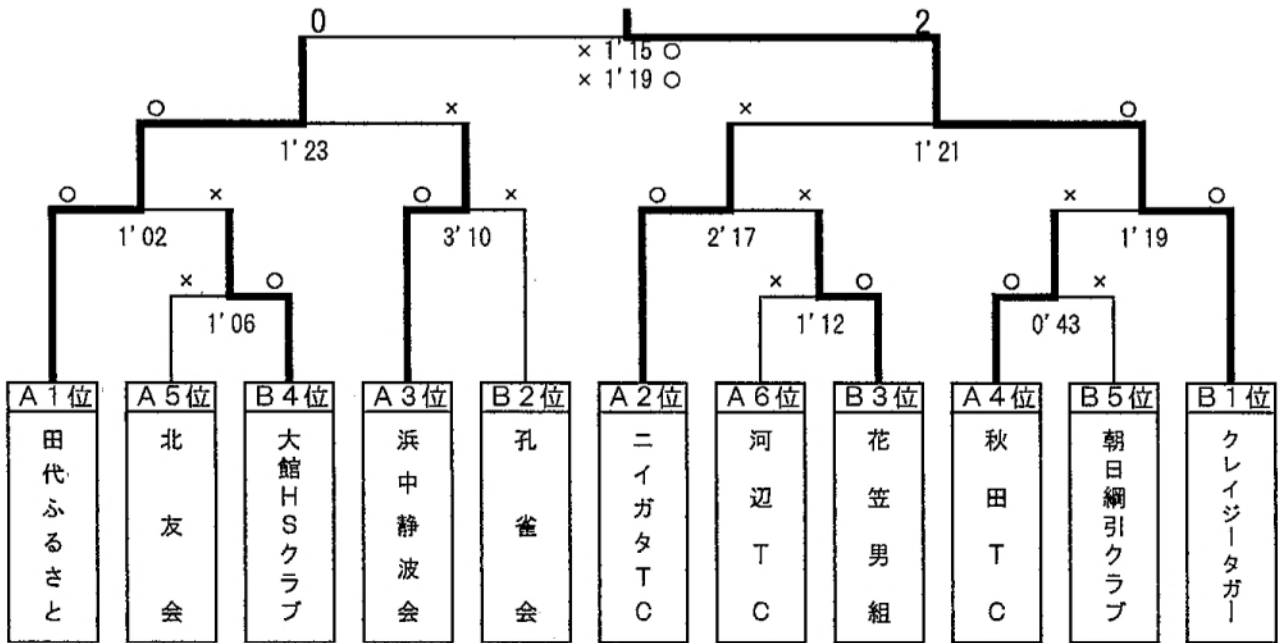 0 2
× 1'15 ○
× 1'19 ○
○ × × ○
1'23 1'21
○ × ○ × ○ × × ○
1'02 3'10 2'17 1'19
× ○ × ○ ○ ×
1'06 1'12 0'43
A1位 A5位 B4位 A3位 B2位 A2位 A6位 B3位 A4位 B5位 B1位
田代ふるさと
北友会
大館HSクラブ
浜中静波会
孔雀会
ニイガタTC
河辺TC
花笠男組
秋田TC
朝日綱引クラブ
クレイジータガー